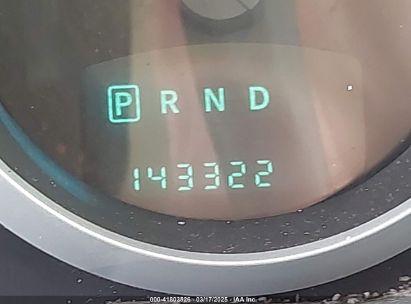 P R N D
143322
000-41803826 - 03/17/2025 - IAA Inc.